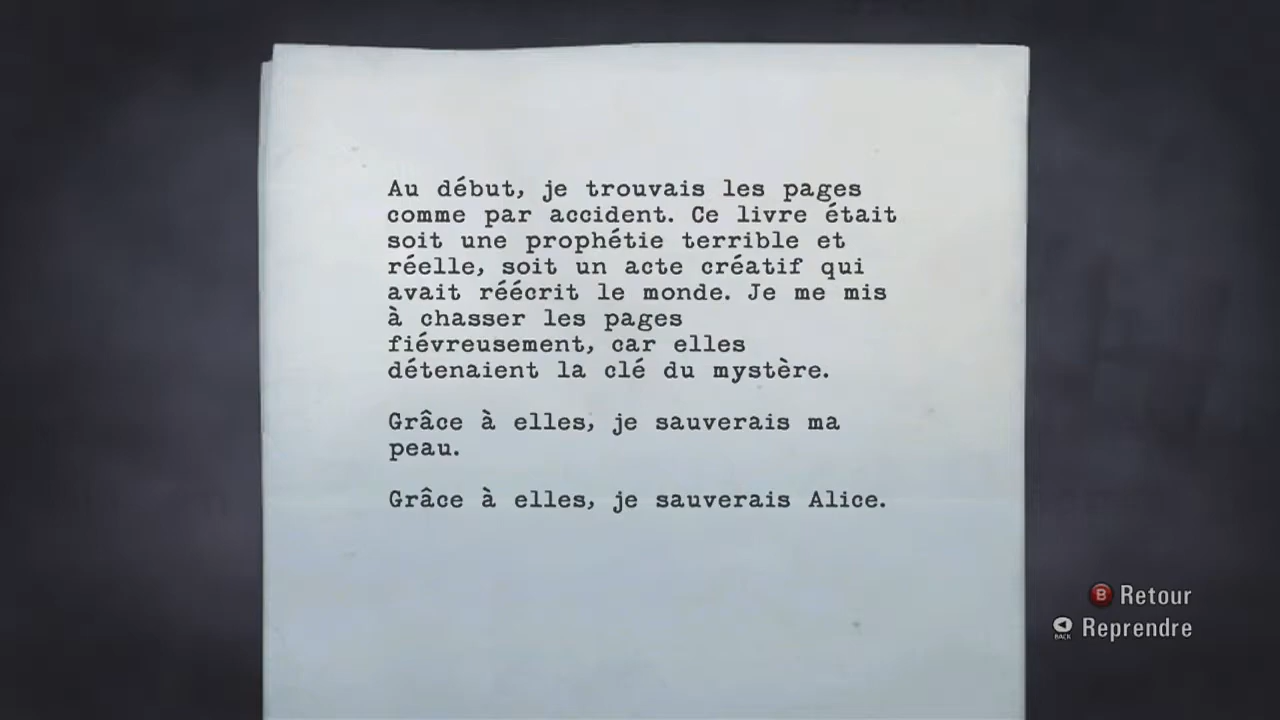 Au début, je trouvais les pages
comme par accident. Ce livre était
soit une prophétie terrible et
réelle, soit un acte créatif qui
avait réécrit le monde. Je me mis
à chasser les pages
fiévreusement, car elles
détenaient la clé du mystère.
Grâce à elles, je sauverais ma
peau.
Grâce à elles, je sauverais Alice.
B Retour
BACK Reprendre